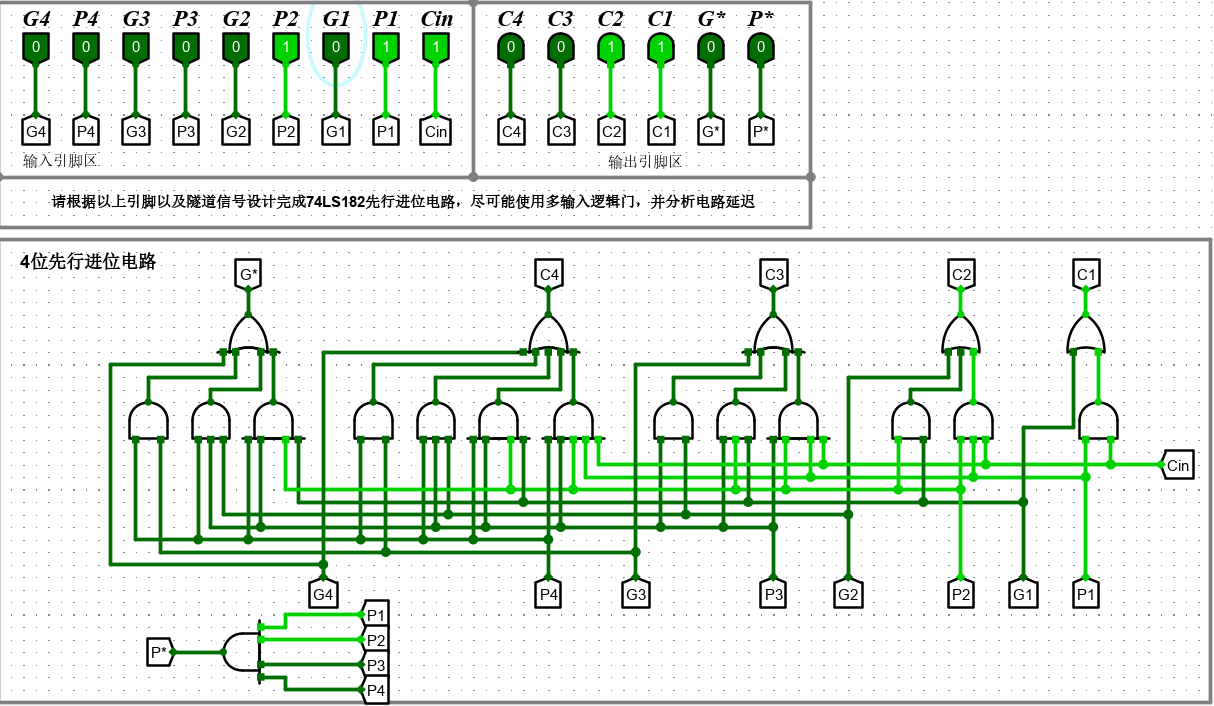 G4 P4 G3 P3 G2 P2 G1 P1 Cin C4 C3 C2 C1 G* P*
0 0 0 0 0 1 0 1 1 0 0 1 1 0 0
G4 P4 G3 P3 G2 P2 G1 P1 Cin C4 C3 C2 C1 G* P*
输入引脚区 输出引脚区
请根据以上引脚以及隧道信号设计完成74LS182先行进位电路，尽可能使用多输入逻辑门，并分析电路延迟
4位先行进位电路
G* C4 C3 C2 C1
Cin
G4 P4 G3 P3 G2 P2 G1 P1
P1
P2
P*
P3
P4